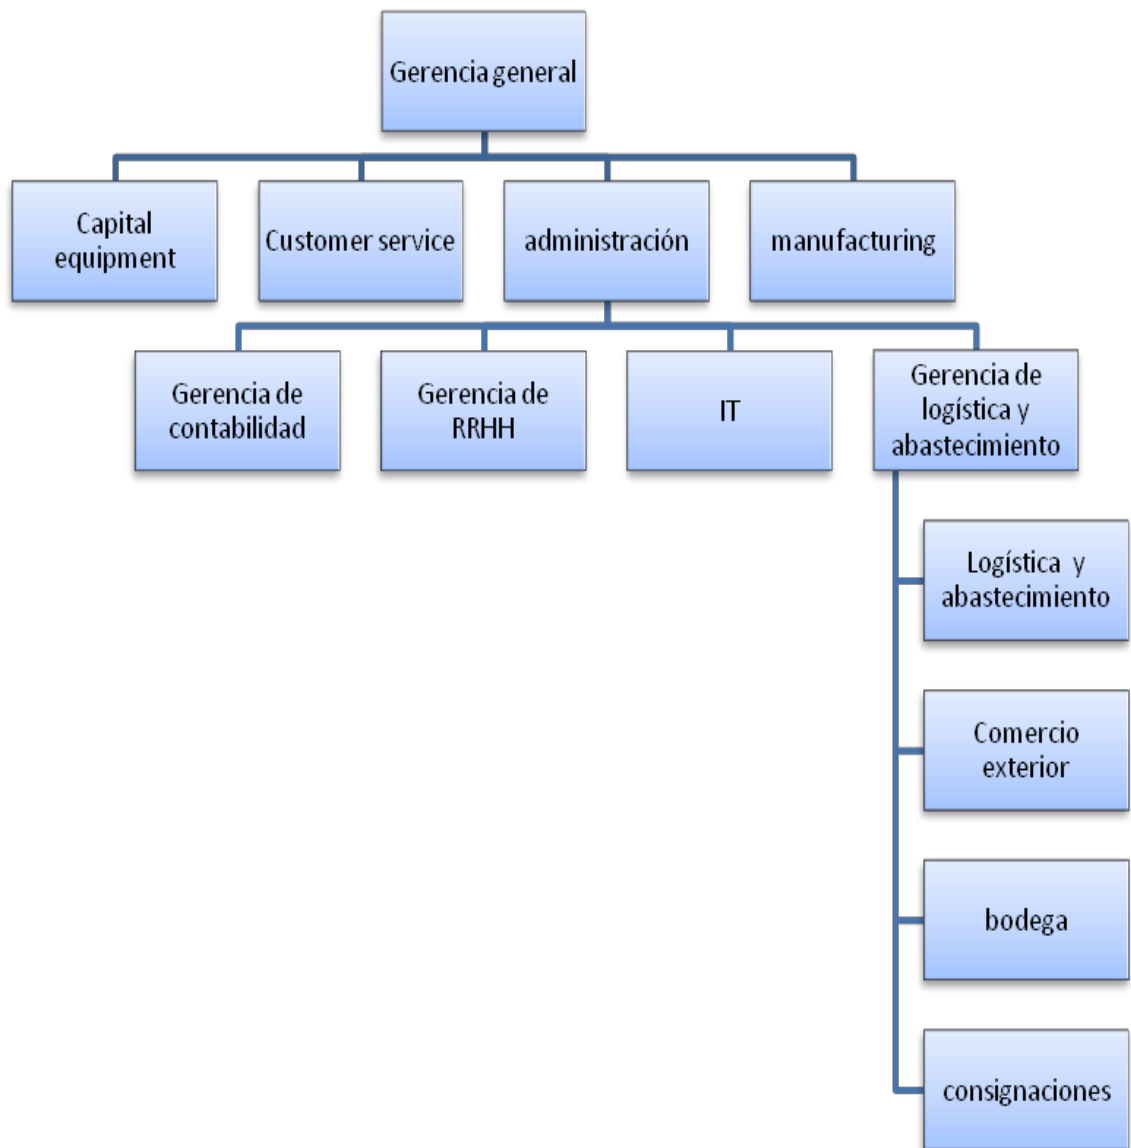 Gerencia general
Capital
equipment
Customer service
administración
manufacturing
Gerencia de
contabilidad
Gerencia de
RRHH
IT
Gerencia de
logística y
abastecimiento
Logística y
abastecimiento
Comercio
exterior
bodega
consignaciones